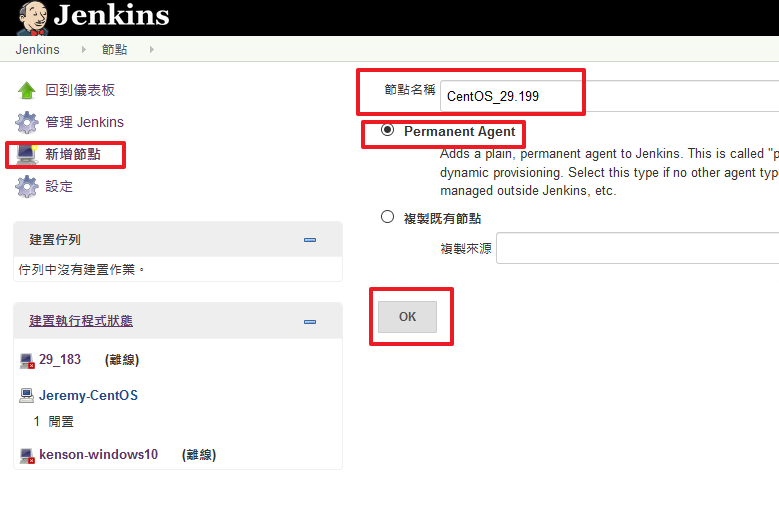 Jenkins
Jenkins 節點
回到儀表板
管理 Jenkins
新增節點
設定
建置佇列
佇列中沒有建置作業。
建置執行程式狀態
29_183 (離線)
Jeremy-CentOS
1 閒置
kenson-windows10 (離線)
節點名稱 CentOS_29.199
Permanent Agent
Adds a plain, permanent agent to Jenkins. This is called "p
dynamic provisioning. Select this type if no other agent typ
managed outside Jenkins, etc.
複製既有節點
複製來源
OK